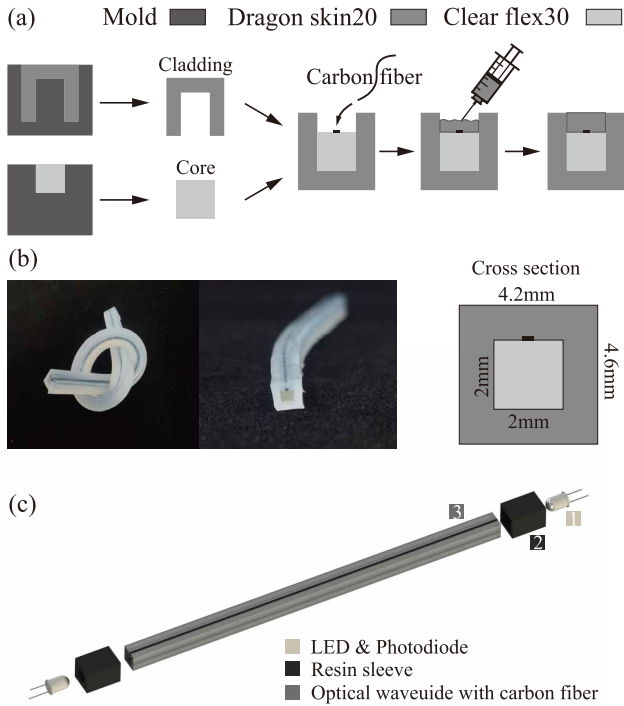 (a)
Mold Dragon skin20 Clear flex30
Cladding
Carbon fiber
Core
(b)
Cross section
4.2mm
4.6mm
2mm
2mm
(c)
3
1
2
LED & Photodiode
Resin sleeve
Optical waveuide with carbon fiber